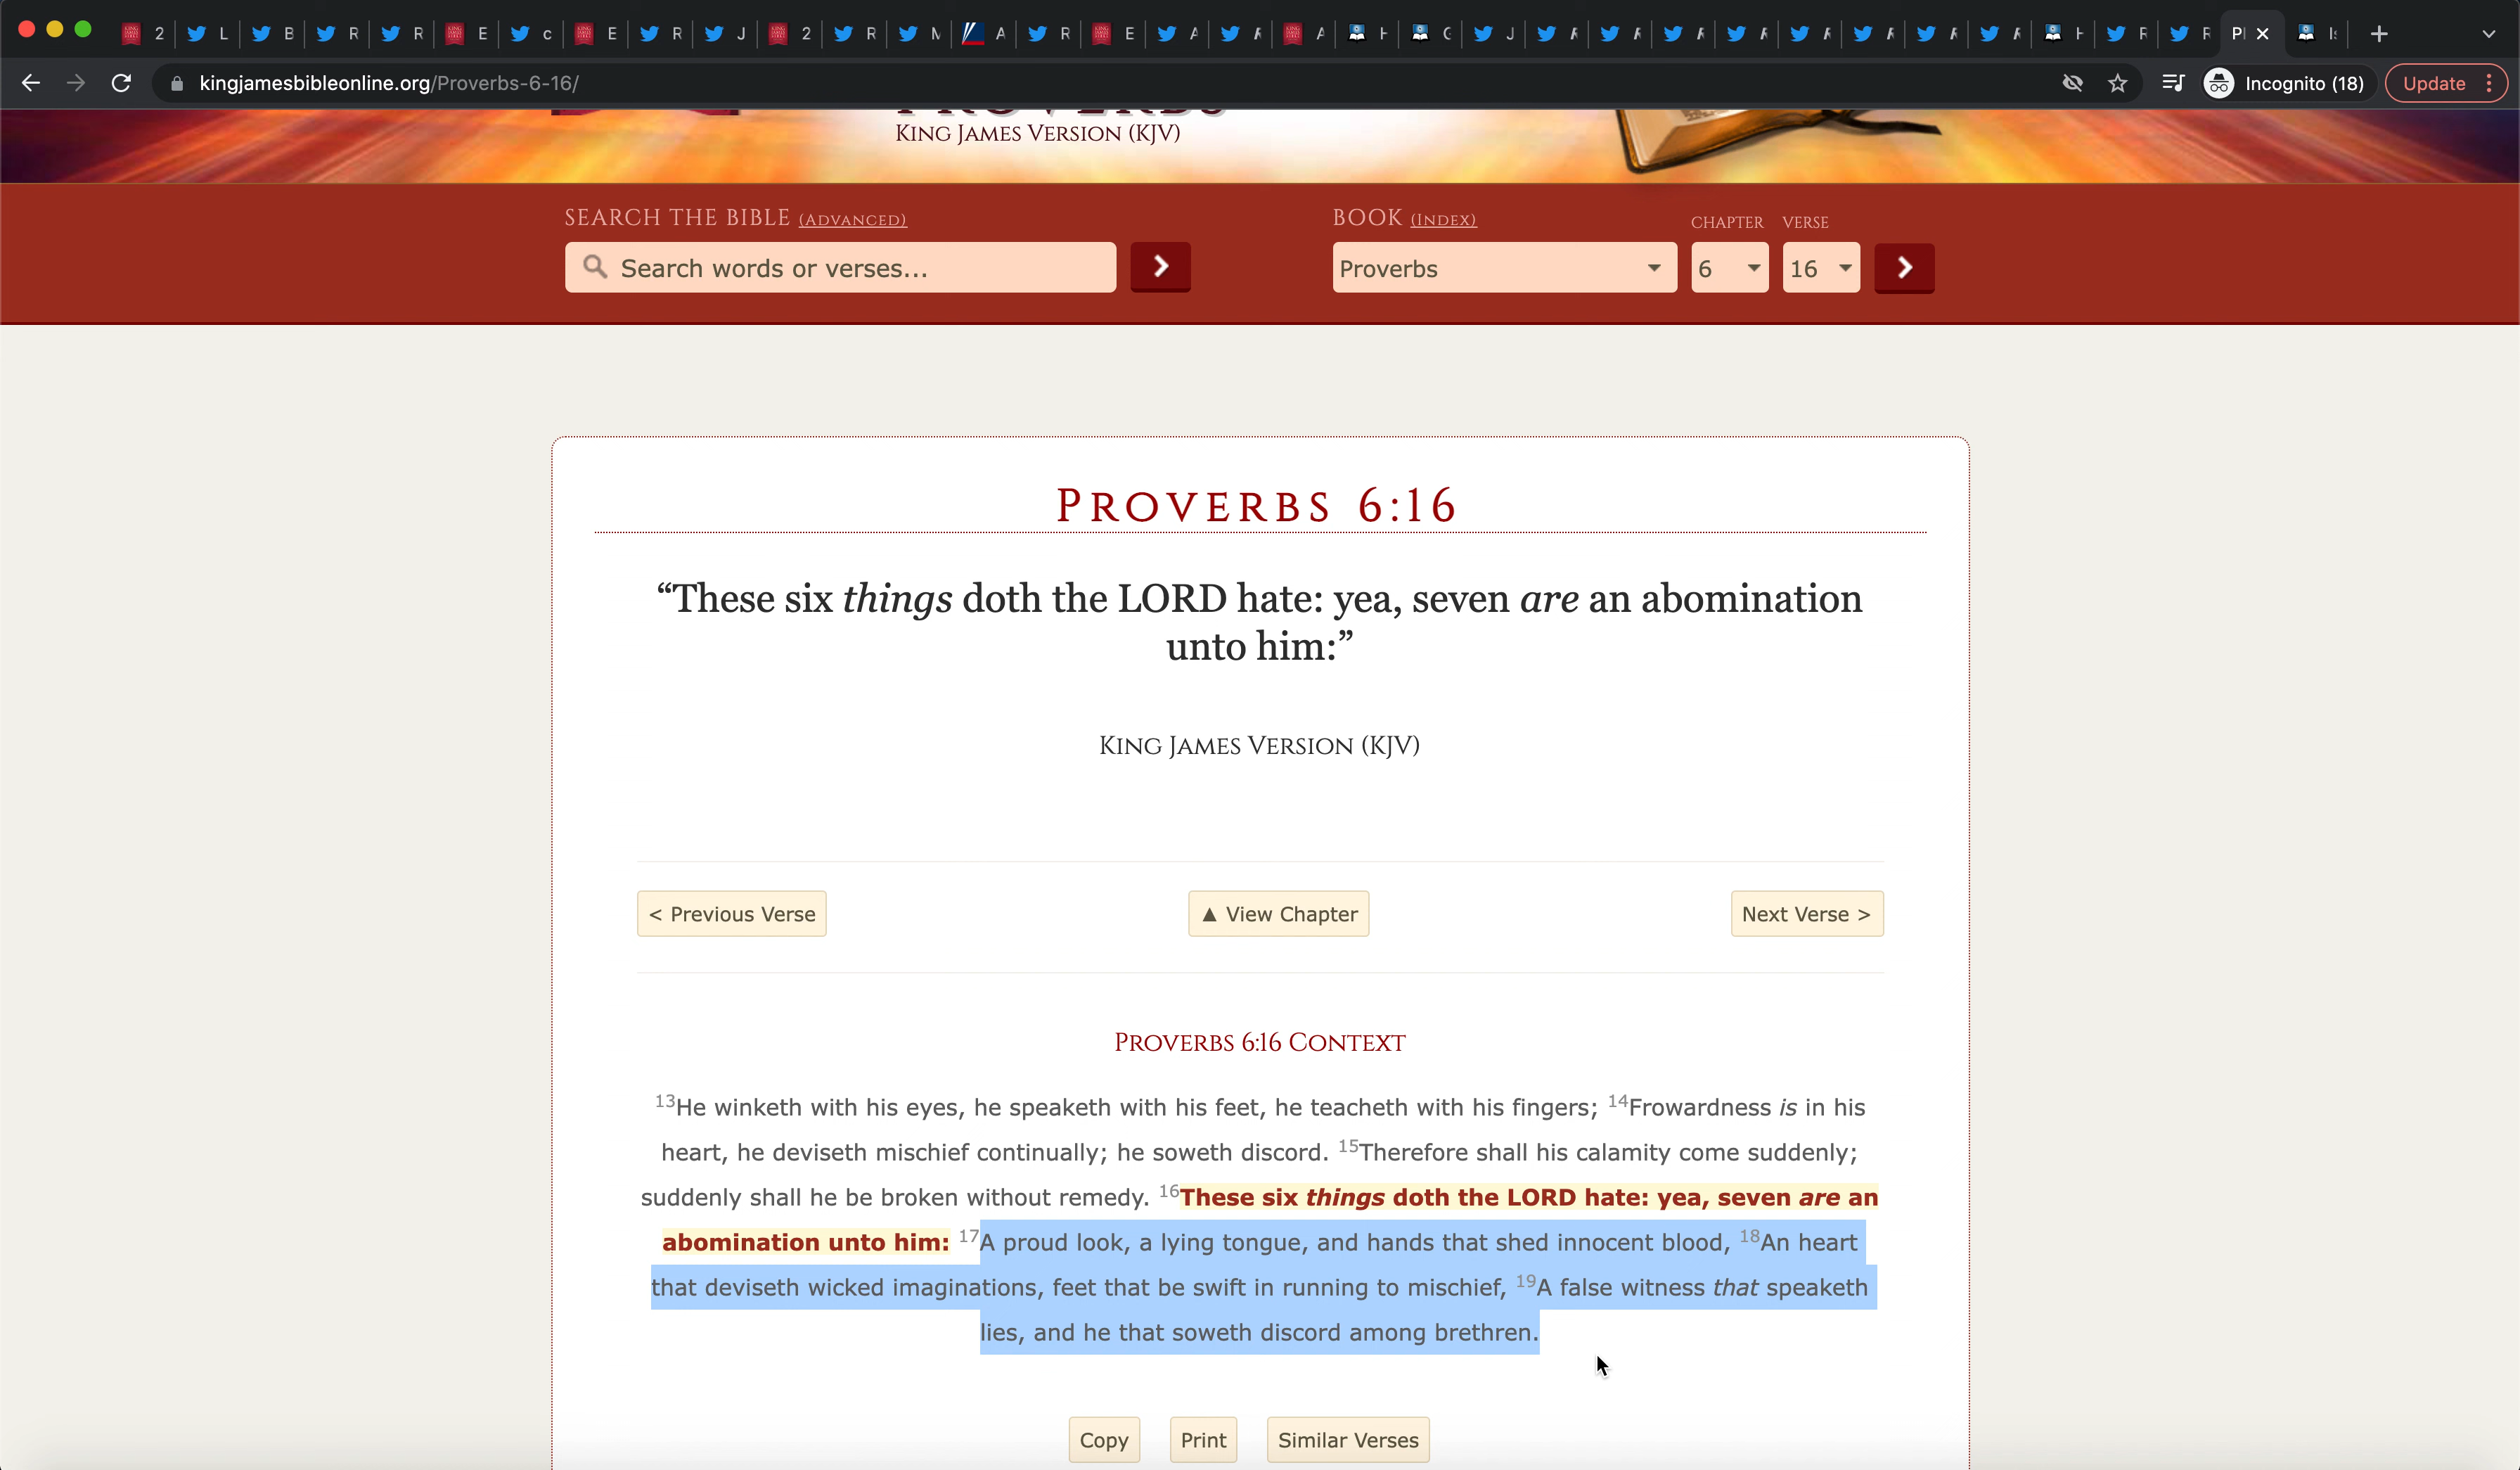 2 L B R R E c E R J 2 R M A R E A F A H G J F F F F F F F F H F F P Is
kingjamesbibleonline.org/Proverbs-6-16/ Incognito (18) Update
King James Version (KJV)
SEARCH THE BIBLE (ADVANCED) BOOK (INDEX) CHAPTER VERSE
Search words or verses... Proverbs 6 16
PROVERBS 6:16
“These six things doth the LORD hate: yea, seven are an abomination
unto him:”
King James Version (KJV)
< Previous Verse ▲ View Chapter Next Verse >
Proverbs 6:16 Context
13He winketh with his eyes, he speaketh with his feet, he teacheth with his fingers; 14Frowardness is in his
heart, he deviseth mischief continually; he soweth discord. 15Therefore shall his calamity come suddenly;
suddenly shall he be broken without remedy. 16These six things doth the LORD hate: yea, seven are an
abomination unto him: 17A proud look, a lying tongue, and hands that shed innocent blood, 18An heart
that deviseth wicked imaginations, feet that be swift in running to mischief, 19A false witness that speaketh
lies, and he that soweth discord among brethren.
Copy Print Similar Verses